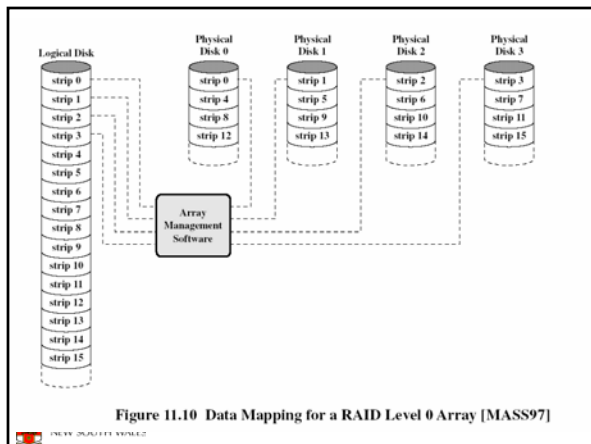 Logical Disk
strip 0
strip 1
strip 2
strip 3
strip 4
strip 5
strip 6
strip 7
strip 8
strip 9
strip 10
strip 11
strip 12
strip 13
strip 14
strip 15
Physical
Disk 0
strip 0
strip 4
strip 8
strip 12
Physical
Disk 1
strip 1
strip 5
strip 9
strip 13
Physical
Disk 2
strip 2
strip 6
strip 10
strip 14
Physical
Disk 3
strip 3
strip 7
strip 11
strip 15
Array
Management
Software
Figure 11.10 Data Mapping for a RAID Level 0 Array [MASS97]
NEW SOUTH WALES